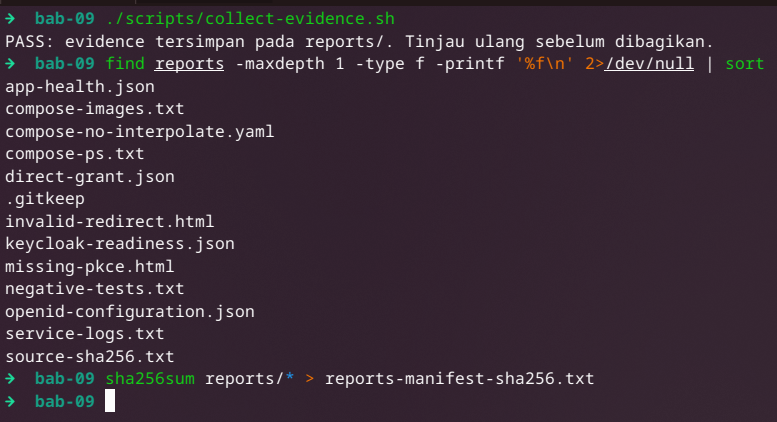 ➜  bab-09 ./scripts/collect-evidence.sh
PASS: evidence tersimpan pada reports/. Tinjau ulang sebelum dibagikan.
➜  bab-09 find reports -maxdepth 1 -type f -printf '%f\n' 2>/dev/null | sort
app-health.json
compose-images.txt
compose-no-interpolate.yaml
compose-ps.txt
direct-grant.json
.gitkeep
invalid-redirect.html
keycloak-readiness.json
missing-pkce.html
negative-tests.txt
openid-configuration.json
service-logs.txt
source-sha256.txt
➜  bab-09 sha256sum reports/* > reports-manifest-sha256.txt
➜  bab-09